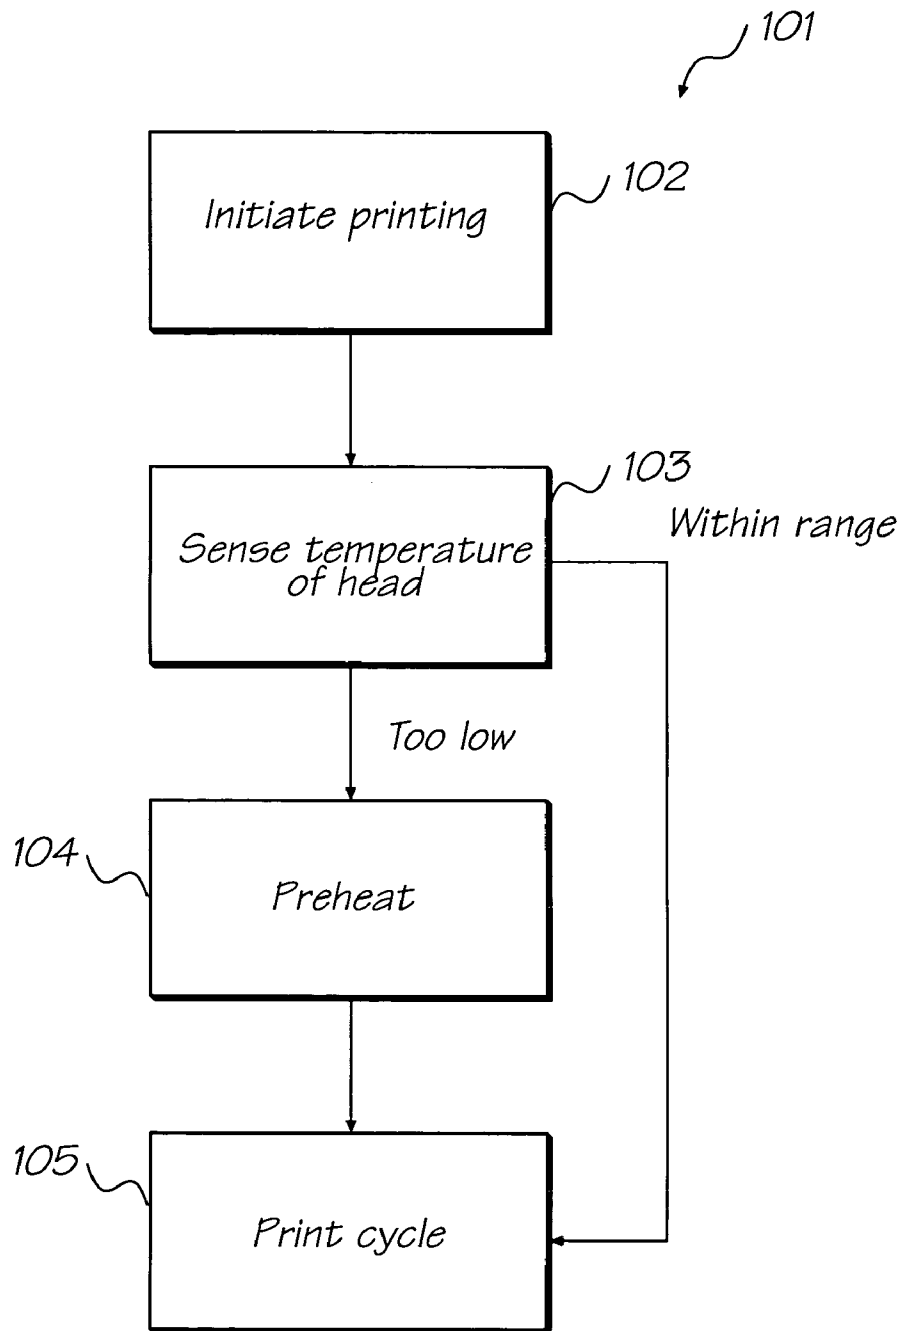 101
Initiate printing
102
103
Sense temperature
of head
Within range
Too low
104
Preheat
105
Print cycle